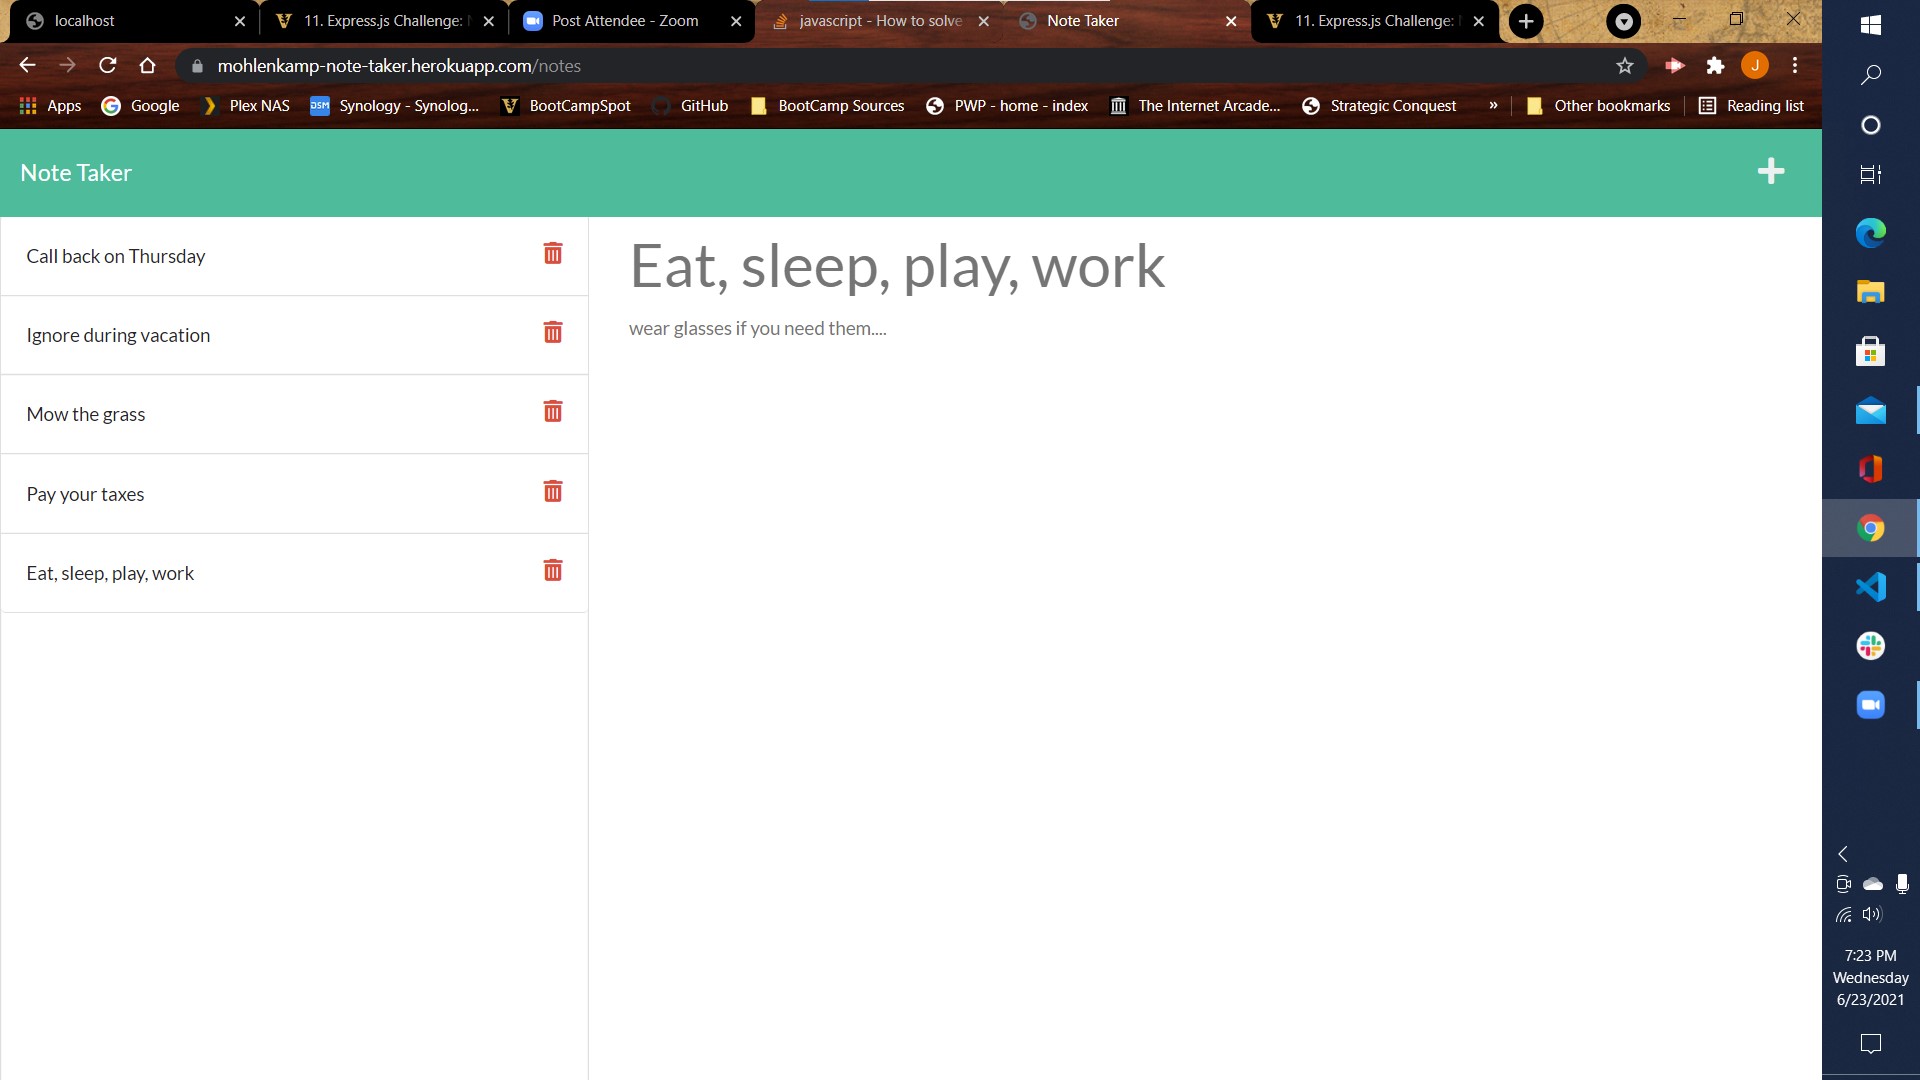 localhost
11. Express.js Challenge:
Post Attendee - Zoom
javascript - How to solve
Note Taker
11. Express.js Challenge:
mohlenkamp-note-taker.herokuapp.com/notes
J
Apps
Google
Plex NAS
DSM
Synology - Synolog...
BootCampSpot
GitHub
BootCamp Sources
PWP - home - index
The Internet Arcade...
Strategic Conquest
»
Other bookmarks
Reading list
Note Taker
Call back on Thursday
Ignore during vacation
Mow the grass
Pay your taxes
Eat, sleep, play, work
Eat, sleep, play, work
wear glasses if you need them....
7:23 PM
Wednesday
6/23/2021